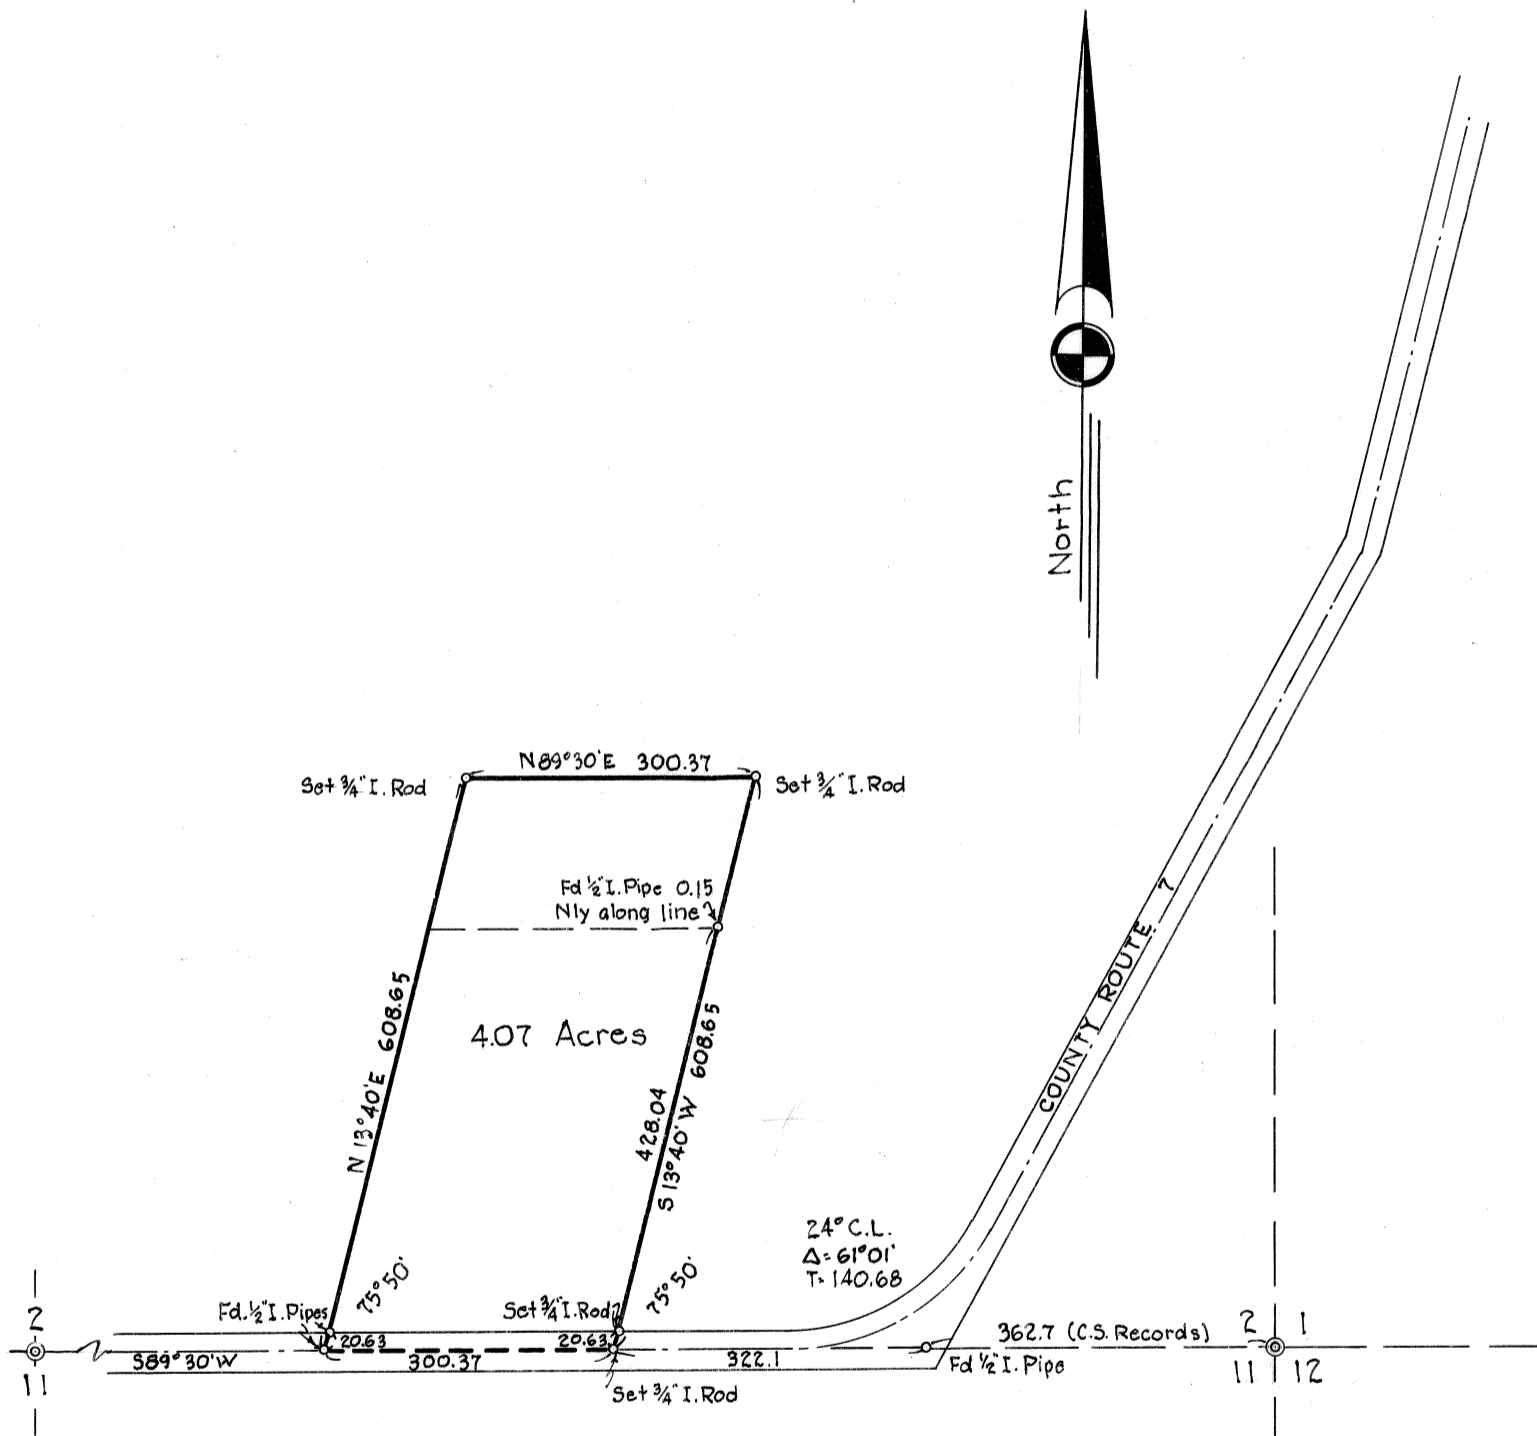 North
N89°30'E 300.37
Set ¾" I. Rod
Set ¾" I. Rod
Fd ½" I. Pipe 0.15
Nly along line
N 13°40'E 608.65
4.07 Acres
428.04
S 13°40' W 608.65
COUNTY ROUTE 7
24° C.L.
Δ= 61°01'
T= 140.68
75°50'
75°50'
Fd. ½" I. Pipes
Set ¾" I. Rod
20.63
20.63
2
11
S89°30'W
300.37
322.1
362.7 (C.S. Records)
Fd ½" I. Pipe
Set ¾" I. Rod
2 1
11 12